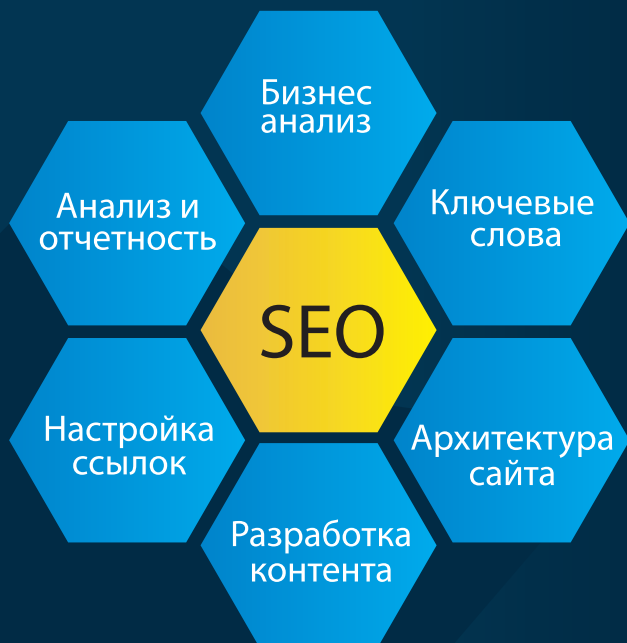 Бизнес
анализ
Анализ и
отчетность
Ключевые
слова
SEO
Настройка
ссылок
Архитектура
сайта
Разработка
контента